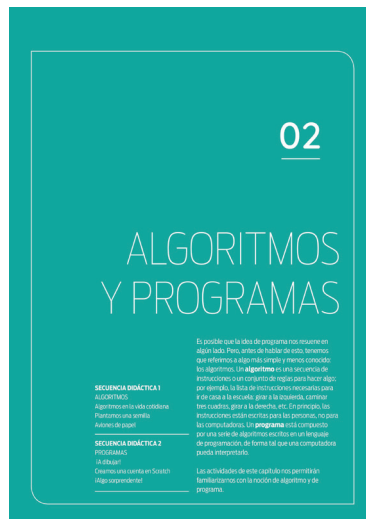 02
ALGORITMOS
Y PROGRAMAS
Es posible que la idea de programa nos resuene en
algún lado. Pero, antes de hablar de esto, tenemos
que referirnos a algo más simple y menos conocido:
los algoritmos. Un algoritmo es una secuencia de
instrucciones o un conjunto de reglas para hacer algo;
por ejemplo, la lista de instrucciones necesarias para
ir de casa a la escuela: girar a la izquierda, caminar
tres cuadras, girar a la derecha, etc. En principio, las
instrucciones están escritas para las personas, no para
las computadoras. Un programa está compuesto
por una serie de algoritmos escritos en un lenguaje
de programación, de forma tal que una computadora
pueda interpretarlo.
Las actividades de este capítulo nos permitirán
familiarizarnos con la noción de algoritmo y de
programa.
SECUENCIA DIDÁCTICA 1
ALGORITMOS
Algoritmos en la vida cotidiana
Plantamos una semilla
Aviones de papel
SECUENCIA DIDÁCTICA 2
PROGRAMAS
¡A dibujar!
Creamos una cuenta en Scratch
¡Algo sorprendente!